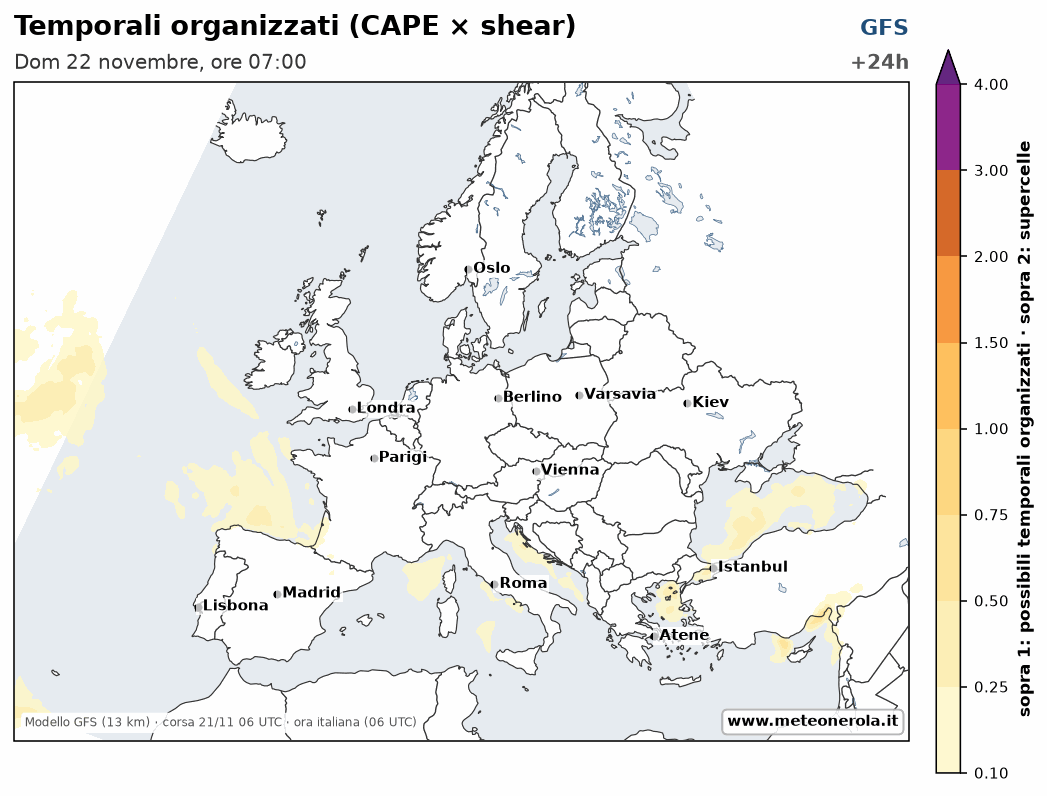 Temporali organizzati (CAPE × shear)
GFS
Dom 22 novembre, ore 07:00
+24h
4.00
3.00
2.00
1.50
1.00
0.75
0.50
0.25
0.10
sopra 1: possibili temporali organizzati · sopra 2: supercelle
Oslo
Berlino
Varsavia
Kiev
Londra
Parigi
Vienna
Istanbul
Roma
Madrid
Lisbona
Atene
Modello GFS (13 km) · corsa 21/11 06 UTC · ora italiana (06 UTC)
www.meteonerola.it